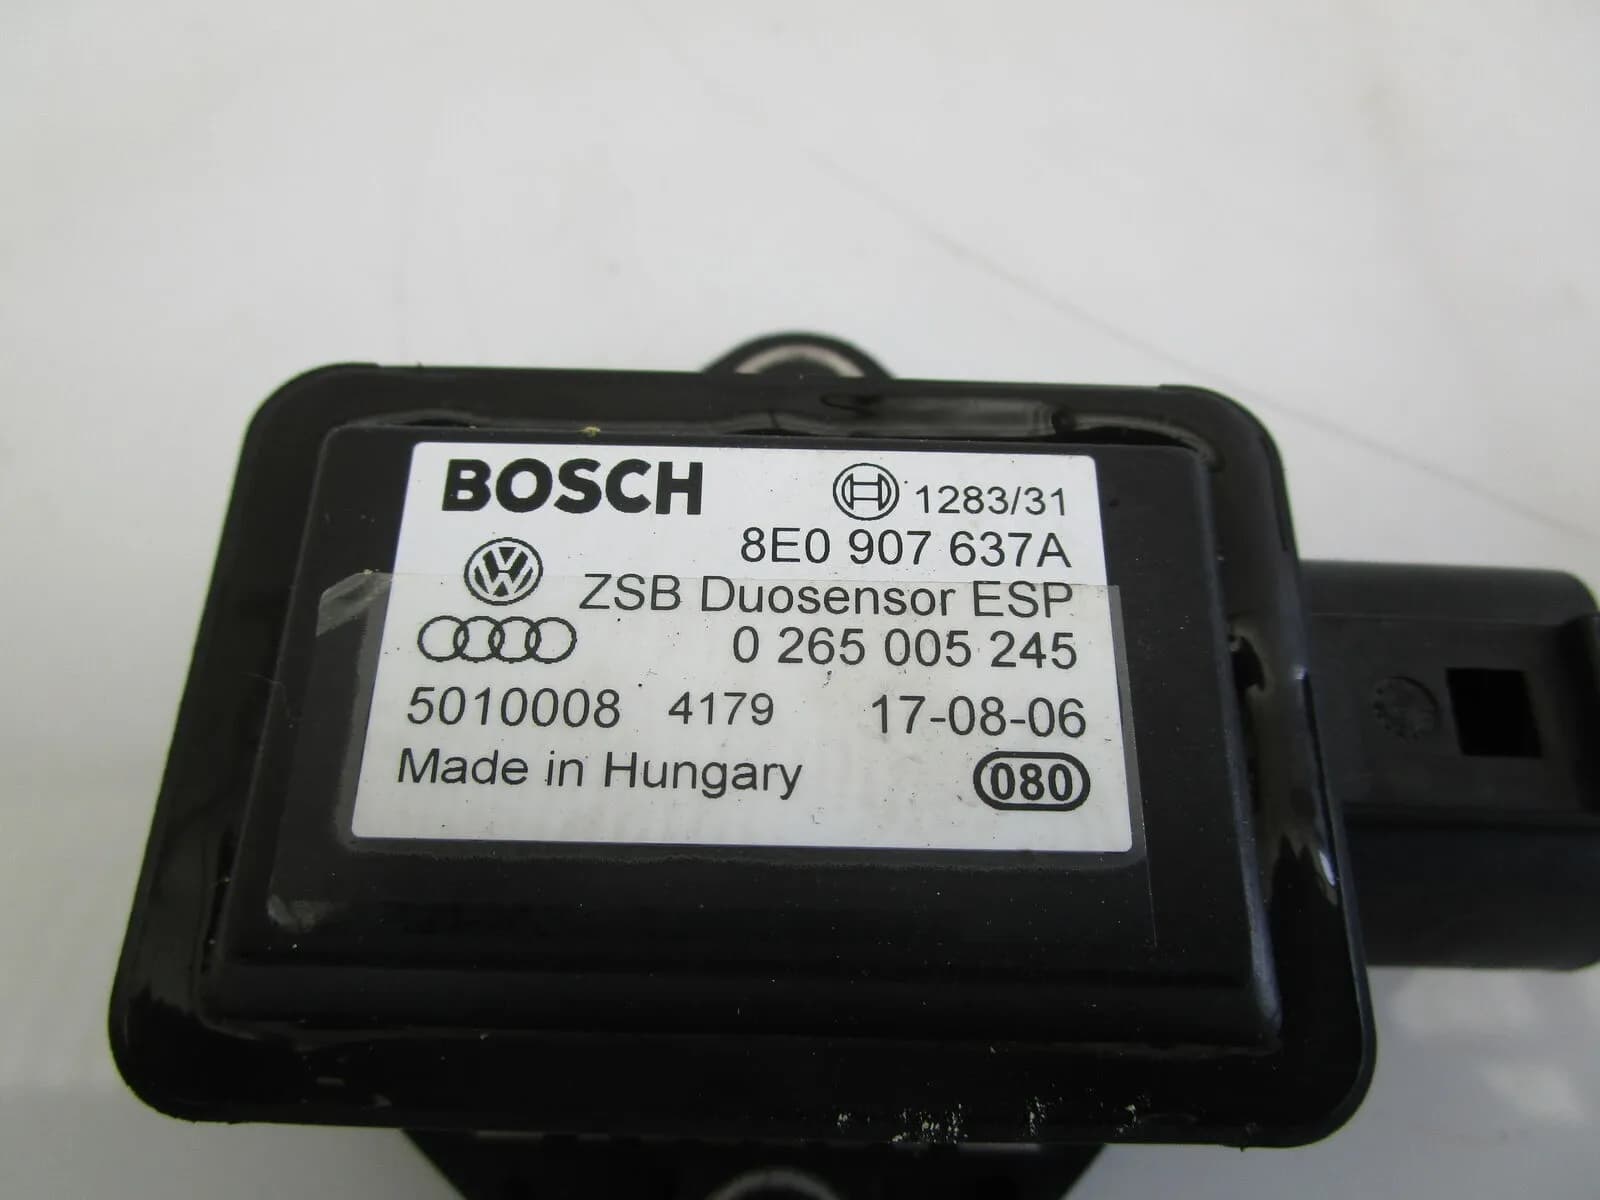 BOSCH 1283/31
8E0 907 637A
ZSB Duosensor ESP
0 265 005 245
5010008 4179 17-08-06
Made in Hungary 080